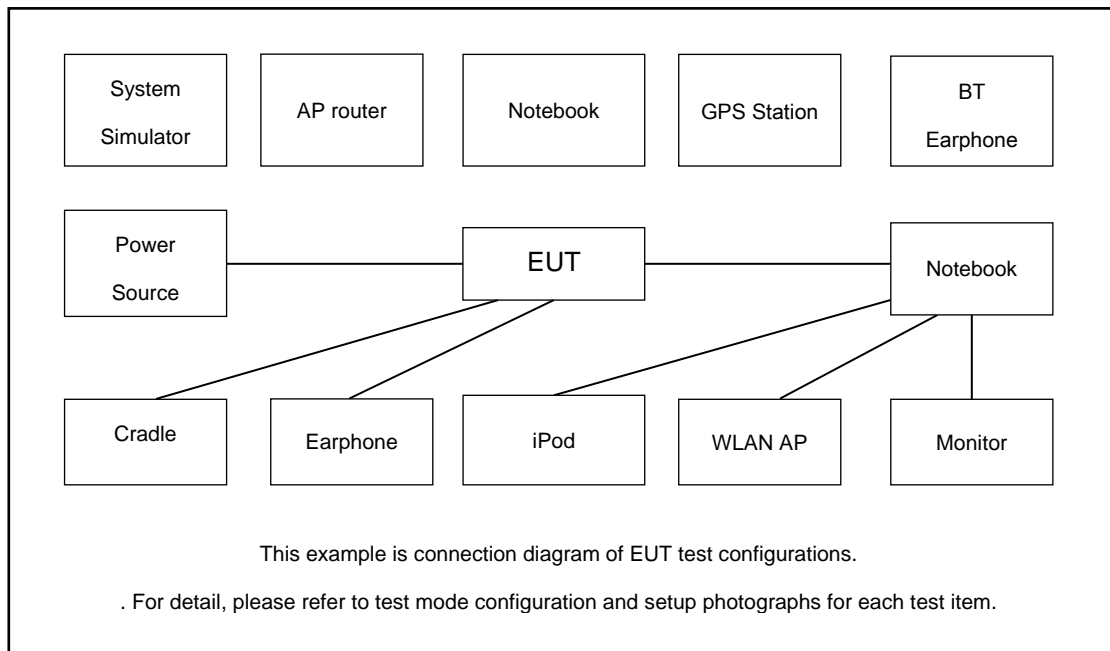 System
Simulator
AP router
Notebook
GPS Station
BT
Earphone
Power
Source
EUT
Notebook
Cradle
Earphone
iPod
WLAN AP
Monitor
This example is connection diagram of EUT test configurations.
. For detail, please refer to test mode configuration and setup photographs for each test item.